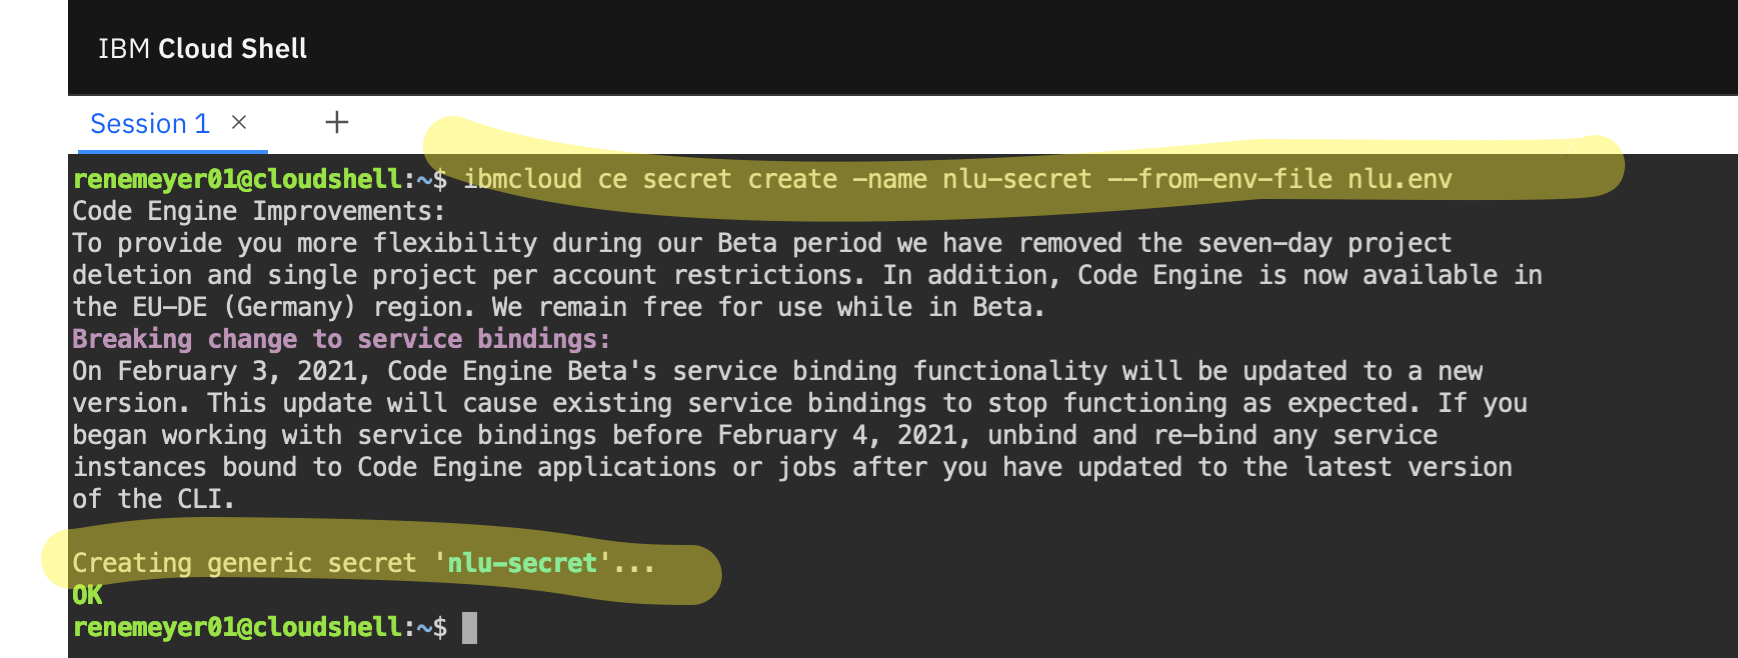 IBM Cloud Shell
Session 1 × +
renemeyer01@cloudshell:~$ ibmcloud ce secret create -name nlu-secret --from-env-file nlu.env
Code Engine Improvements:
To provide you more flexibility during our Beta period we have removed the seven-day project
deletion and single project per account restrictions. In addition, Code Engine is now available in
the EU-DE (Germany) region. We remain free for use while in Beta.
Breaking change to service bindings:
On February 3, 2021, Code Engine Beta's service binding functionality will be updated to a new
version. This update will cause existing service bindings to stop functioning as expected. If you
began working with service bindings before February 4, 2021, unbind and re-bind any service
instances bound to Code Engine applications or jobs after you have updated to the latest version
of the CLI.
Creating generic secret 'nlu-secret'...
OK
renemeyer01@cloudshell:~$